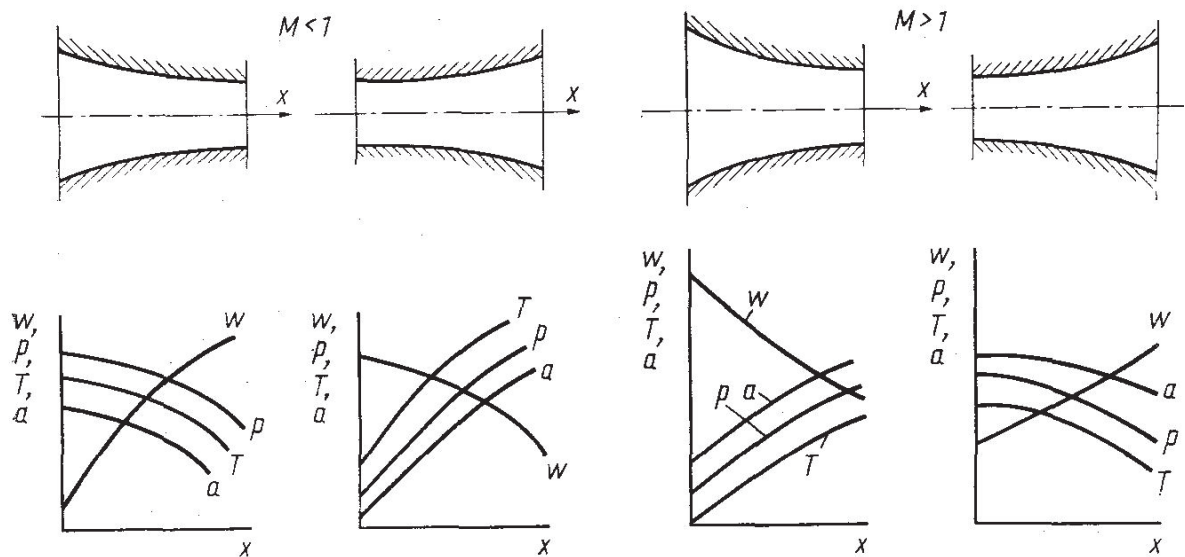 M < 1
M > 1
x
x
x
w,
P,
T,
a
w
P
T
a
x
w,
P,
T,
a
T
P
a
w
x
w,
P,
T,
a
w
a
P
T
x
w,
P,
T,
a
w
a
P
T
x